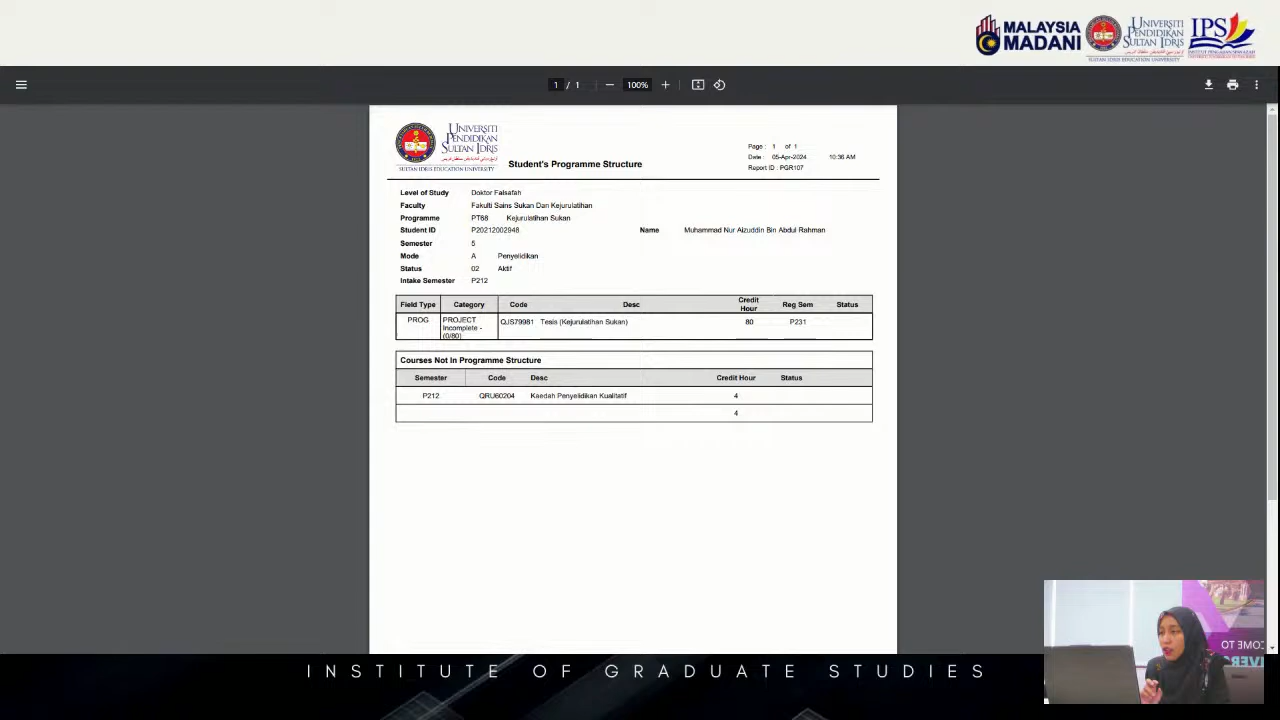 MALAYSIA
MADANI
UNIVERSITI
PENDIDIKAN
SULTAN IDRIS
SULTAN IDRIS EDUCATION UNIVERSITY
IPS
1 / 1
100%
UNIVERSITI
PENDIDIKAN
SULTAN IDRIS
SULTAN IDRIS EDUCATION UNIVERSITY
Student's Programme Structure
Page : 1 of 1
Date : 05-Apr-2024 10:36 AM
Report ID : PGR107
Level of Study Doktor Falsafah
Faculty Fakulti Sains Sukan Dan Kejurulatihan
Programme PT68 Kejurulatihan Sukan
Student ID P20212002948 Name Muhammad Nur Aizuddin Bin Abdul Rahman
Semester 5
Mode A Penyelidikan
Status 02 Aktif
Intake Semester P212
Field Type Category Code Desc Credit Hour Reg Sem Status
PROG PROJECT QJS79981 Tesis (Kejurulatihan Sukan) 80 P231
Incomplete -
(0/80)
Courses Not In Programme Structure
Semester Code Desc Credit Hour Status
P212 QRU60204 Kaedah Penyelidikan Kualitatif 4
4
INSTITUTE OF GRADUATE STUDIES